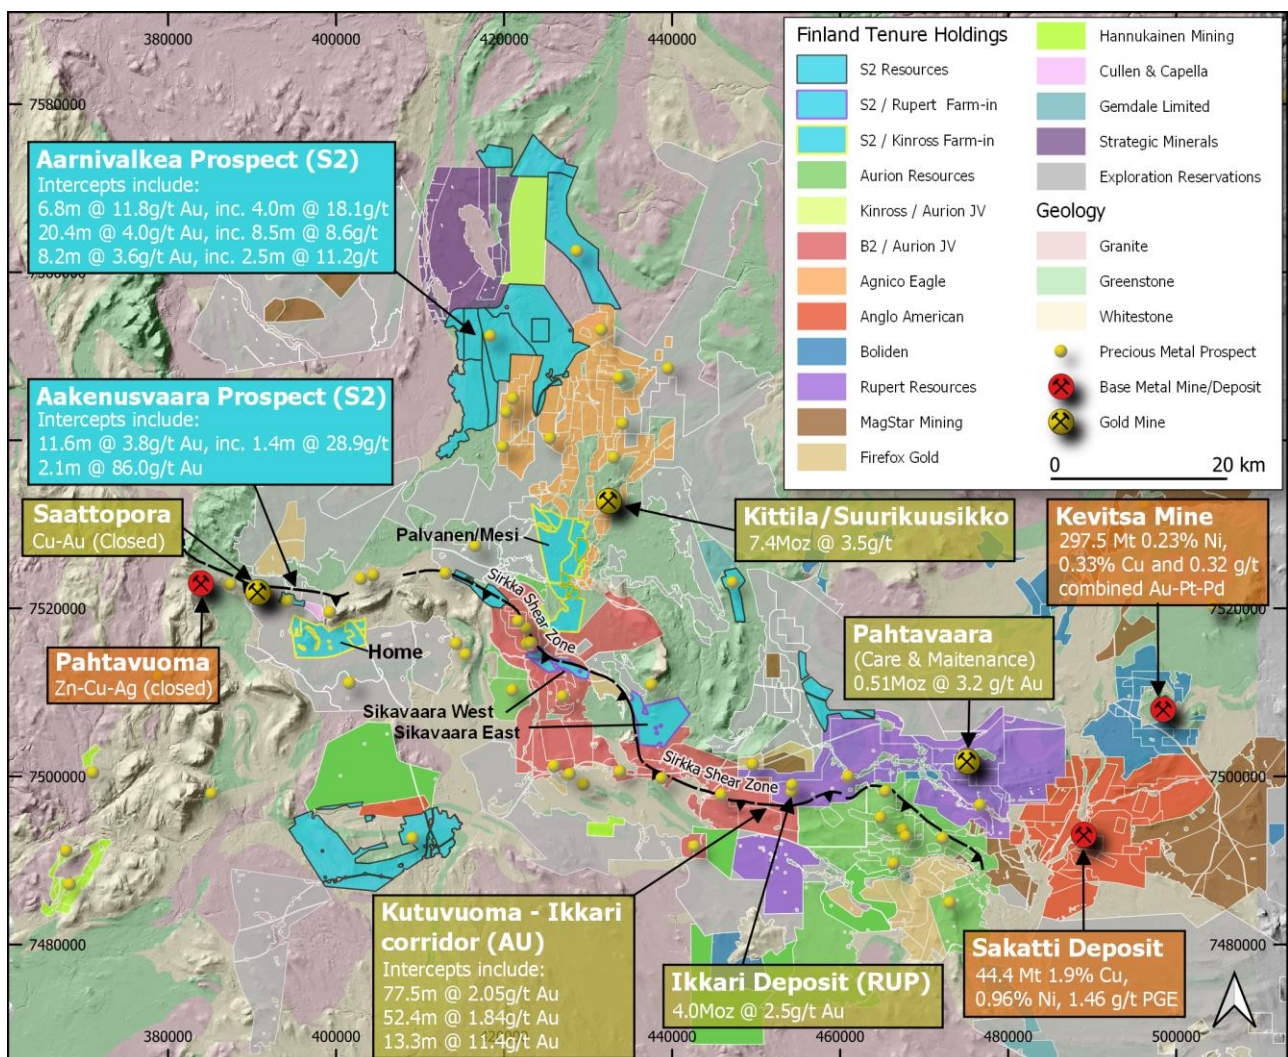 380000
400000
420000
440000
7580000
7560000
Finland Tenure Holdings
S2 Resources
S2 / Rupert Farm-in
S2 / Kinross Farm-in
Aurion Resources
Kinross / Aurion JV
B2 / Aurion JV
Agnico Eagle
Anglo American
Boliden
Rupert Resources
MagStar Mining
Firefox Gold
Hannukainen Mining
Cullen & Capella
Gemdale Limited
Strategic Minerals
Exploration Reservations
Geology
Granite
Greenstone
Whitestone
Precious Metal Prospect
Base Metal Mine/Deposit
Gold Mine
0 20 km
Aarnivalkea Prospect (S2)
Intercepts include:
6.8m @ 11.8g/t Au, inc. 4.0m @ 18.1g/t
20.4m @ 4.0g/t Au, inc. 8.5m @ 8.6g/t
8.2m @ 3.6g/t Au, inc. 2.5m @ 11.2g/t
Aakenusvaara Prospect (S2)
Intercepts include:
11.6m @ 3.8g/t Au, inc. 1.4m @ 28.9g/t
2.1m @ 86.0g/t Au
Saattopora
Cu-Au (Closed)
Palvanen/Mesi
Kittila/Suurikuusikko
7.4Moz @ 3.5g/t
Kevitsa Mine
297.5 Mt 0.23% Ni,
0.33% Cu and 0.32 g/t
combined Au-Pt-Pd
7520000
7520000
Sirkka Shear Zone
Pahtavaara
(Care & Maitenance)
0.51Moz @ 3.2 g/t Au
Pahtavuoma
Zn-Cu-Ag (closed)
Home
Sikavaara West
Sikavaara East
Sirkka Shear Zone
7500000
7500000
Kutuvuoma - Ikkari
corridor (AU)
Intercepts include:
77.5m @ 2.05g/t Au
52.4m @ 1.84g/t Au
13.3m @ 11.4g/t Au
Ikkari Deposit (RUP)
4.0Moz @ 2.5g/t Au
Sakatti Deposit
44.4 Mt 1.9% Cu,
0.96% Ni, 1.46 g/t PGE
7480000
7480000
380000
400000
420000
440000
460000
480000
500000